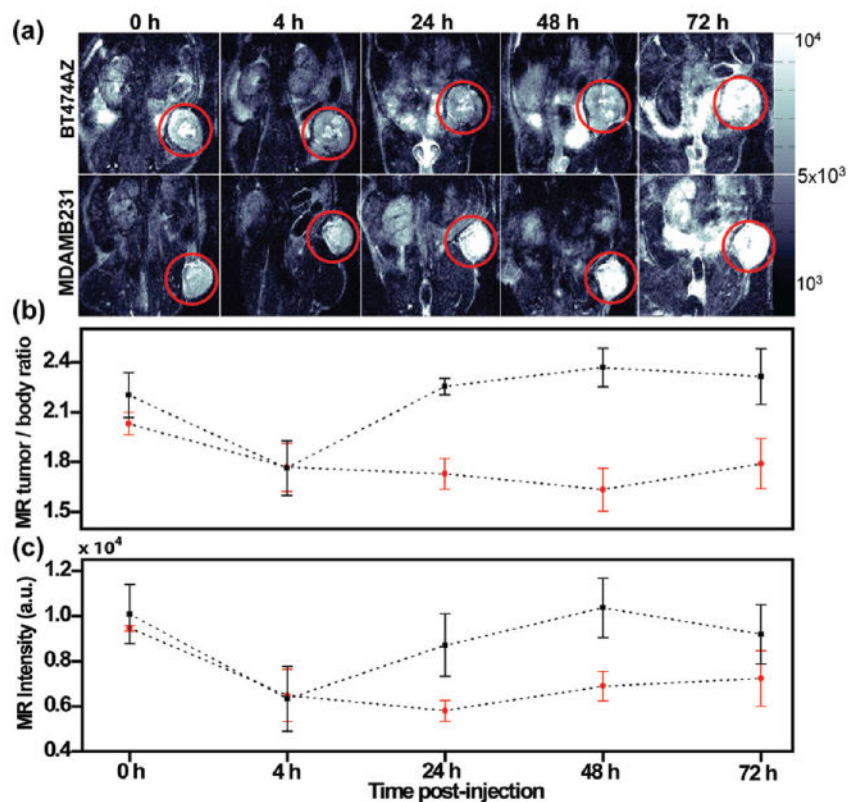 (a)
0 h 4 h 24 h 48 h 72 h
BT474AZ
MDAMB231
10⁴
5x10³
10³
(b)
MR tumor / body ratio
2.4
2.1
1.8
1.5
(c)
x 10⁴
MR Intensity (a.u.)
1.2
1.0
0.8
0.6
0.4
0 h 4 h 24 h 48 h 72 h
Time post-injection